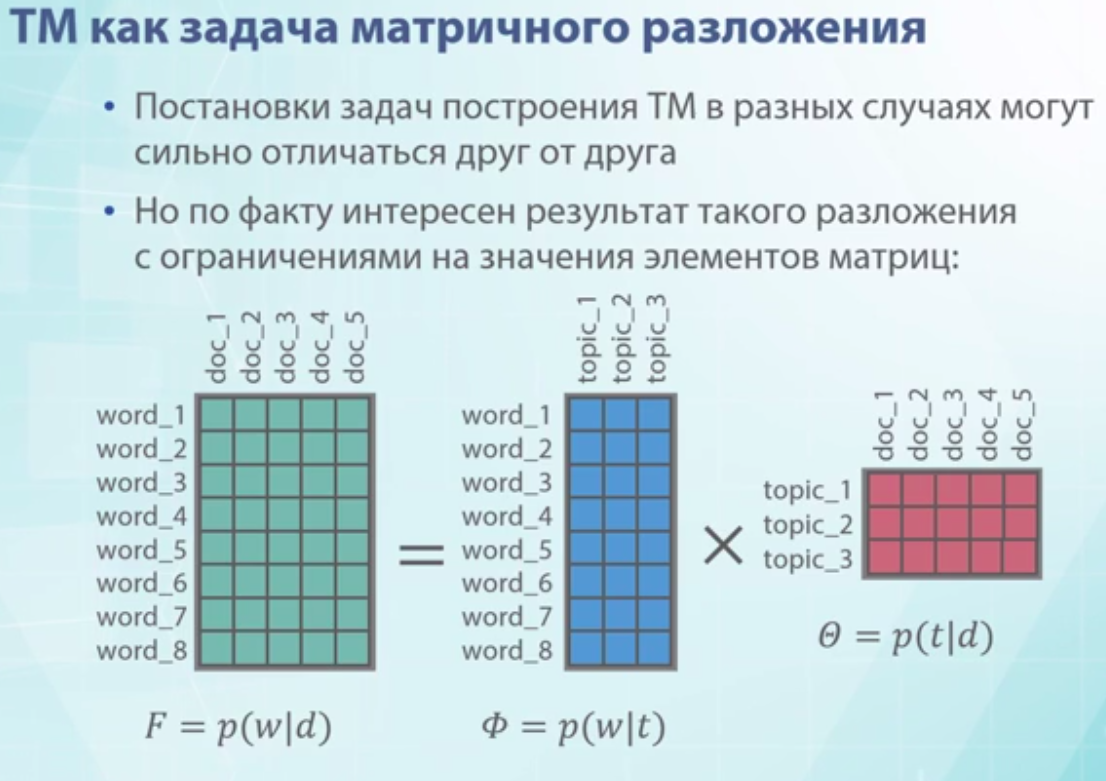 ТМ как задача матричного разложения
• Постановки задач построения ТМ в разных случаях могут
сильно отличаться друг от друга
• Но по факту интересен результат такого разложения
с ограничениями на значения элементов матриц:
doc_1 doc_2 doc_3 doc_4 doc_5
word_1
word_2
word_3
word_4
word_5
word_6
word_7
word_8
F = p(w|d)
=
topic_1 topic_2 topic_3
word_1
word_2
word_3
word_4
word_5
word_6
word_7
word_8
Φ = p(w|t)
×
doc_1 doc_2 doc_3 doc_4 doc_5
topic_1
topic_2
topic_3
Θ = p(t|d)